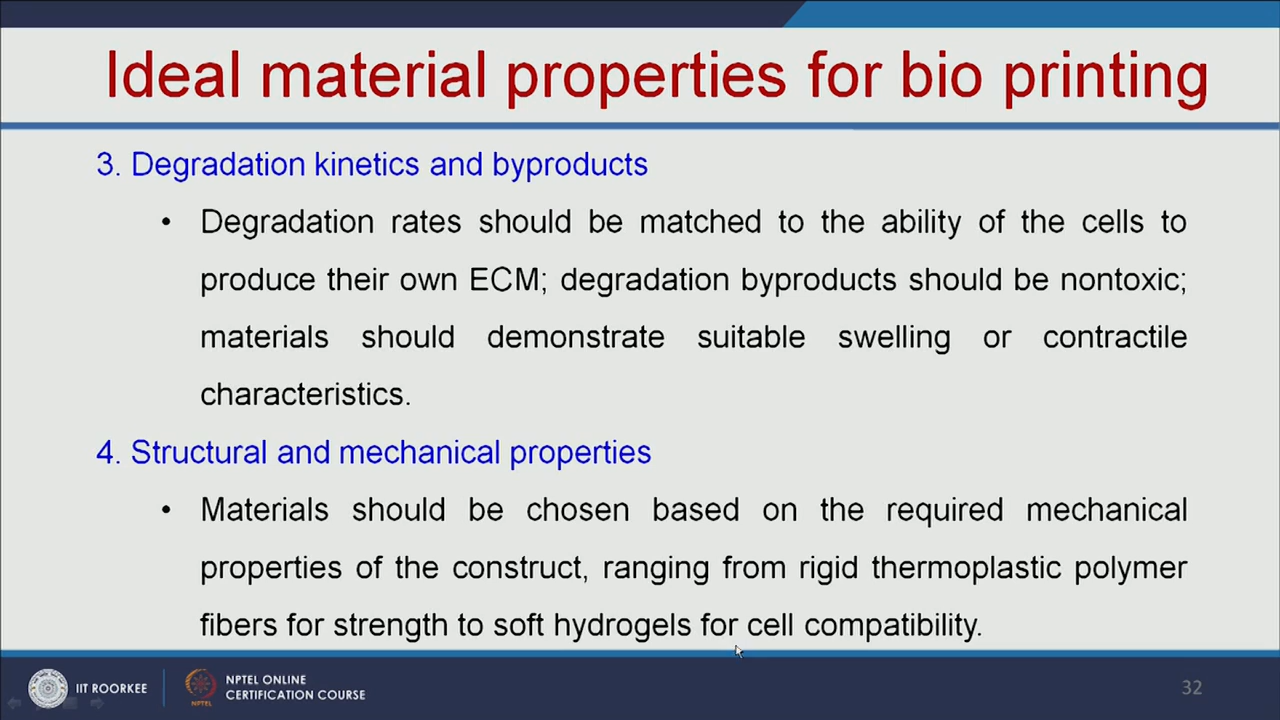 Ideal material properties for bio printing
3. Degradation kinetics and byproducts
• Degradation rates should be matched to the ability of the cells to
produce their own ECM; degradation byproducts should be nontoxic;
materials should demonstrate suitable swelling or contractile
characteristics.
4. Structural and mechanical properties
• Materials should be chosen based on the required mechanical
properties of the construct, ranging from rigid thermoplastic polymer
fibers for strength to soft hydrogels for cell compatibility.
IIT ROORKEE
NPTEL
NPTEL ONLINE
CERTIFICATION COURSE
32